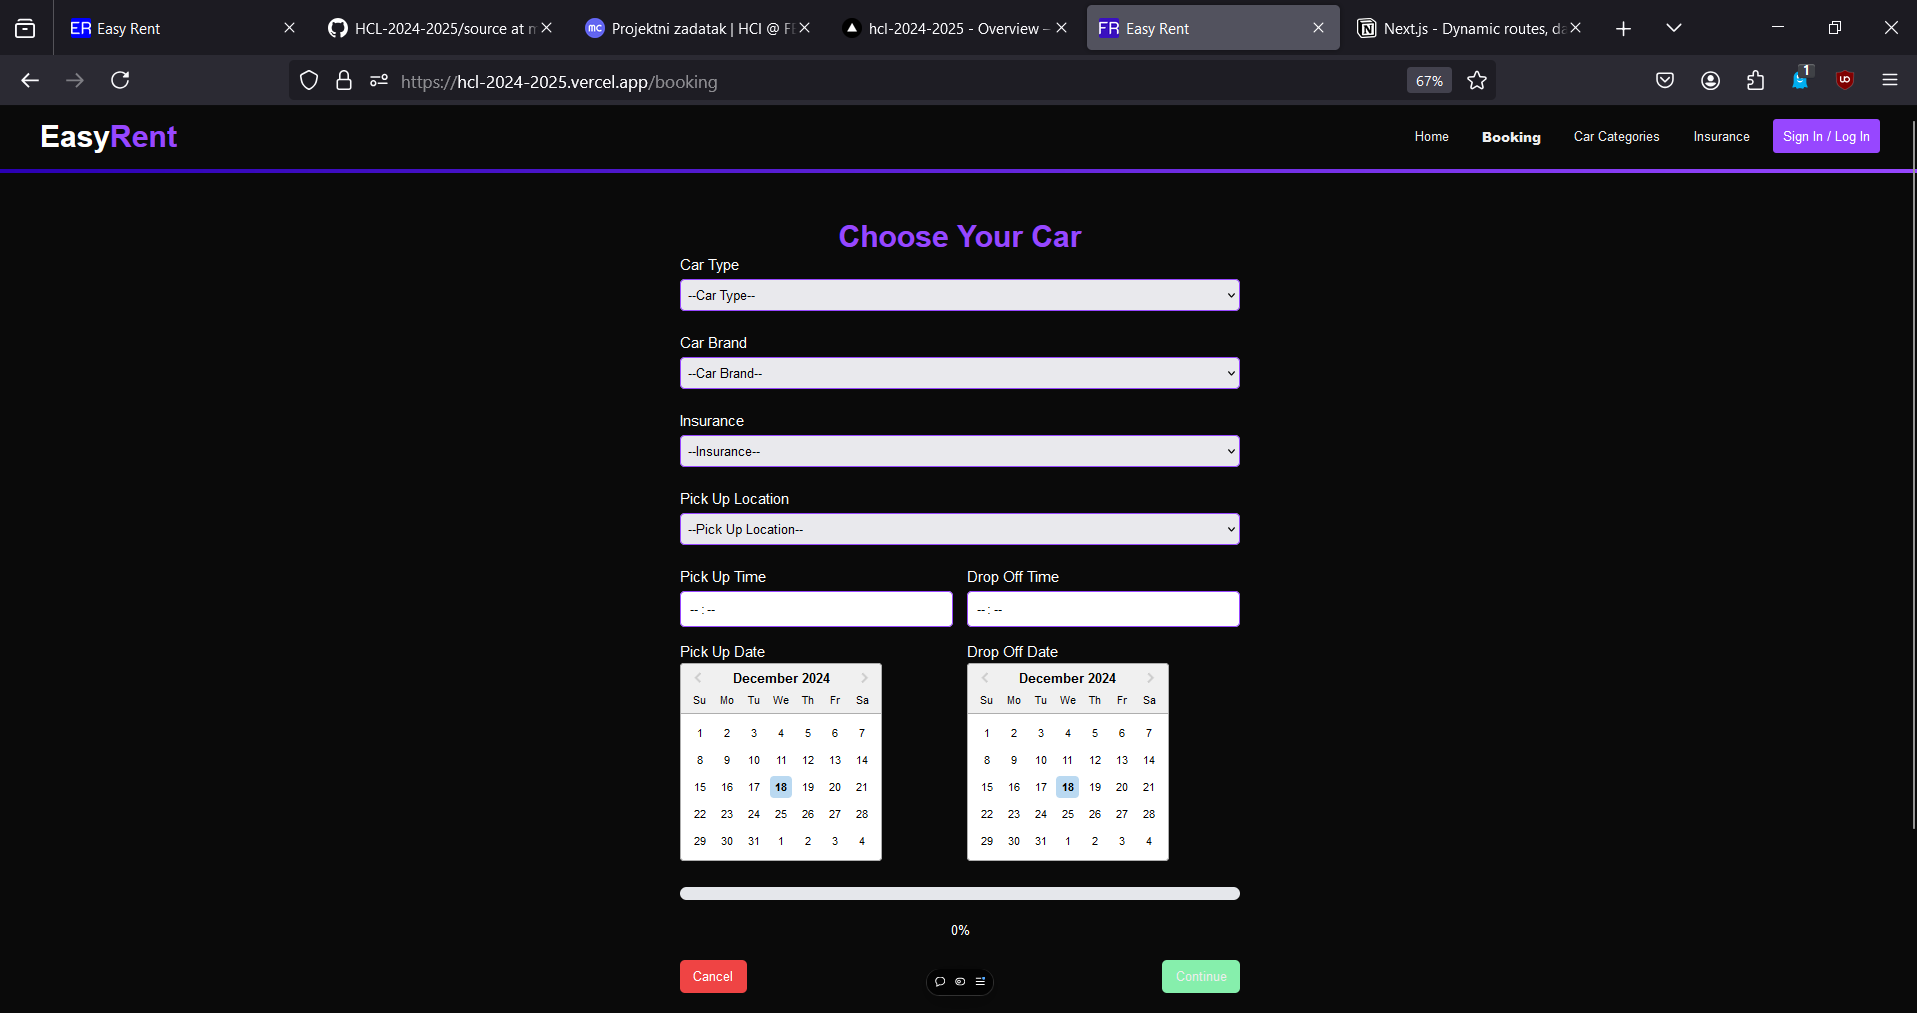 ER Easy Rent
HCL-2024-2025/source at m
mc Projektni zadatak | HCI @ FE
hcl-2024-2025 - Overview –
FR Easy Rent
Next.js - Dynamic routes, da
https://hcl-2024-2025.vercel.app/booking
67%
1
EasyRent
Home
Booking
Car Categories
Insurance
Sign In / Log In
Choose Your Car
Car Type
--Car Type--
Car Brand
--Car Brand--
Insurance
--Insurance--
Pick Up Location
--Pick Up Location--
Pick Up Time
Drop Off Time
-- : --
-- : --
Pick Up Date
Drop Off Date
December 2024
Su Mo Tu We Th Fr Sa
1 2 3 4 5 6 7
8 9 10 11 12 13 14
15 16 17 18 19 20 21
22 23 24 25 26 27 28
29 30 31 1 2 3 4
December 2024
Su Mo Tu We Th Fr Sa
1 2 3 4 5 6 7
8 9 10 11 12 13 14
15 16 17 18 19 20 21
22 23 24 25 26 27 28
29 30 31 1 2 3 4
0%
Cancel
Continue